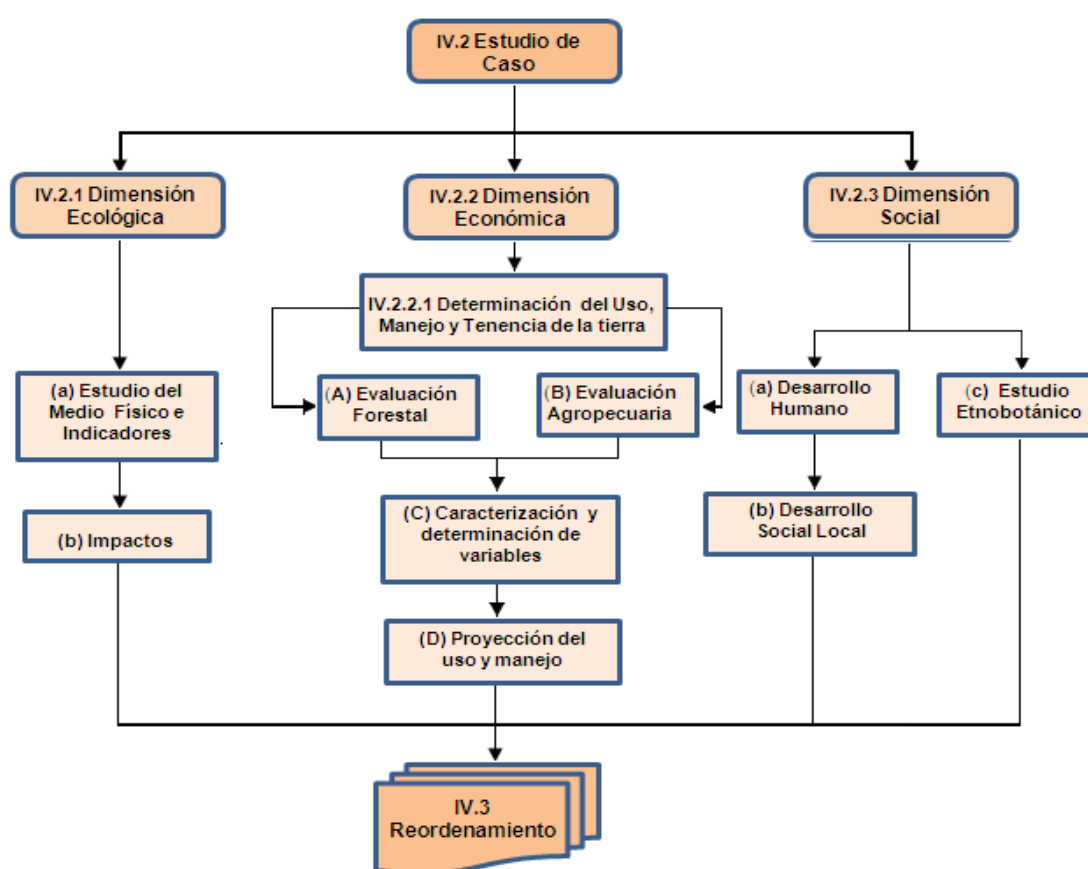 IV.2 Estudio de
Caso
IV.2.1 Dimensión
Ecológica
IV.2.2 Dimensión
Económica
IV.2.3 Dimensión
Social
IV.2.2.1 Determinación del Uso,
Manejo y Tenencia de la tierra
(a) Estudio del
Medio Físico e
Indicadores
(A) Evaluación
Forestal
(B) Evaluación
Agropecuaria
(a) Desarrollo
Humano
(c) Estudio
Etnobotánico
(b) Impactos
(C) Caracterización y
determinación de
variables
(b) Desarrollo
Social Local
(D) Proyección del
uso y manejo
IV.3
Reordenamiento